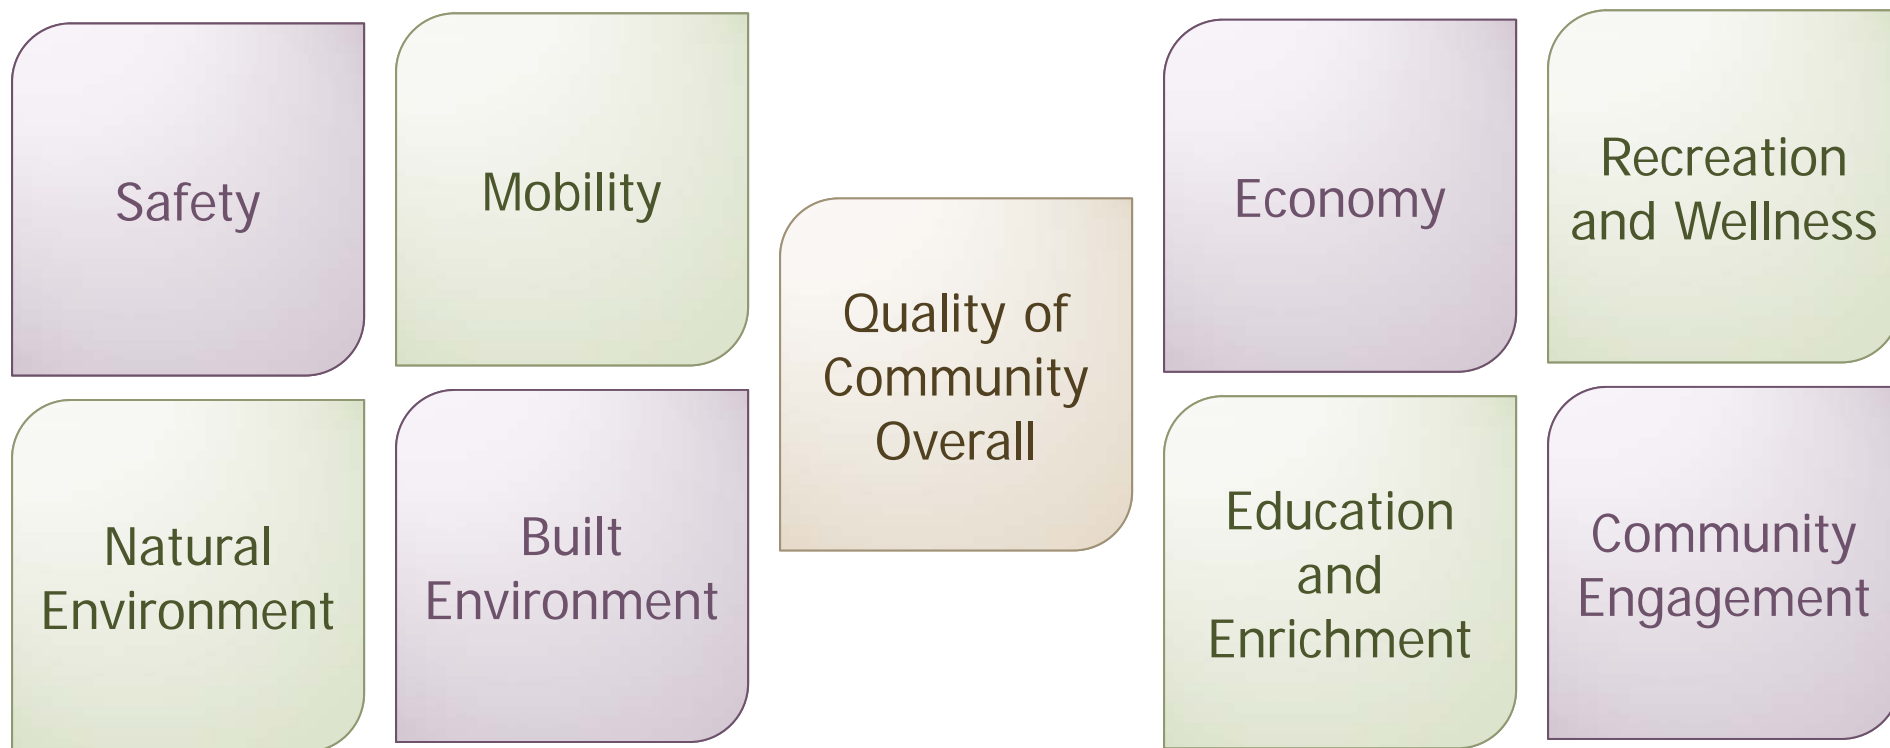 Safety
Mobility
Economy
Recreation
and Wellness
Quality of
Community
Overall
Natural
Environment
Built
Environment
Education
and
Enrichment
Community
Engagement